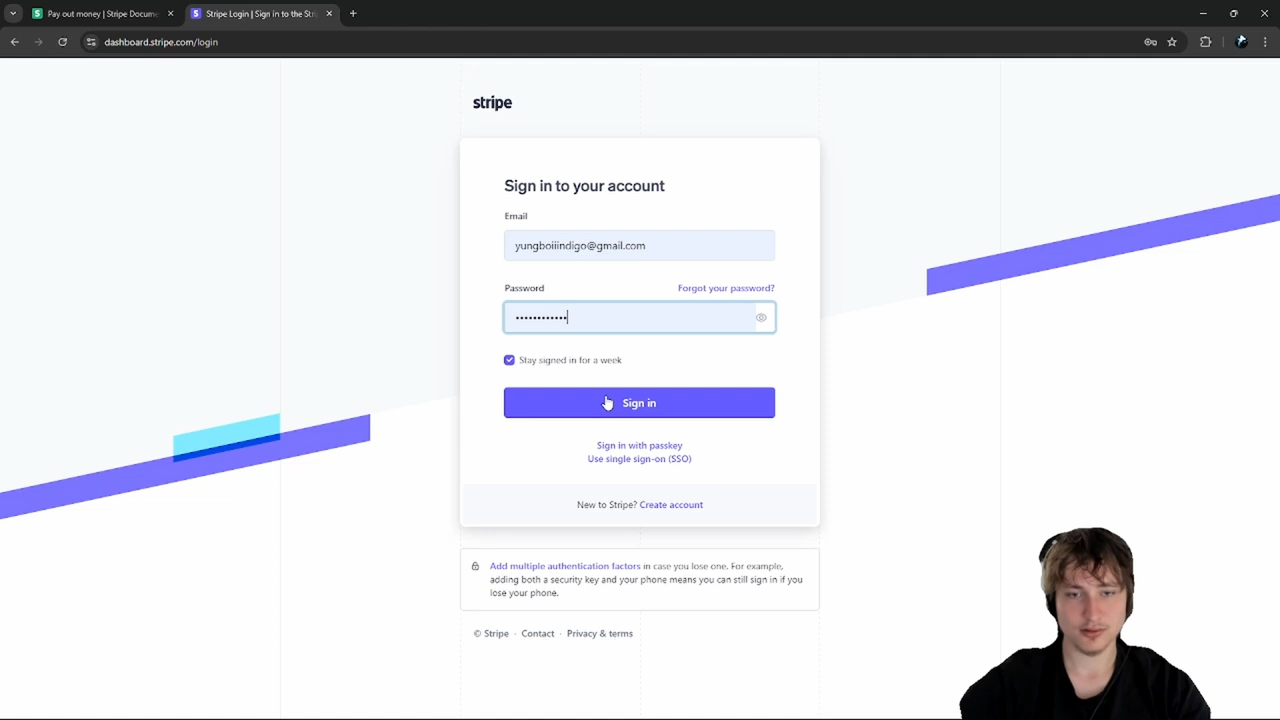 Pay out money | Stripe Docume
Stripe Login | Sign in to the Stri
dashboard.stripe.com/login
stripe
Sign in to your account
Email
yungboiiindigo@gmail.com
Password
Forgot your password?
••••••••••••
Stay signed in for a week
Sign in
Sign in with passkey
Use single sign-on (SSO)
New to Stripe? Create account
Add multiple authentication factors in case you lose one. For example,
adding both a security key and your phone means you can still sign in if you
lose your phone.
© Stripe · Contact · Privacy & terms